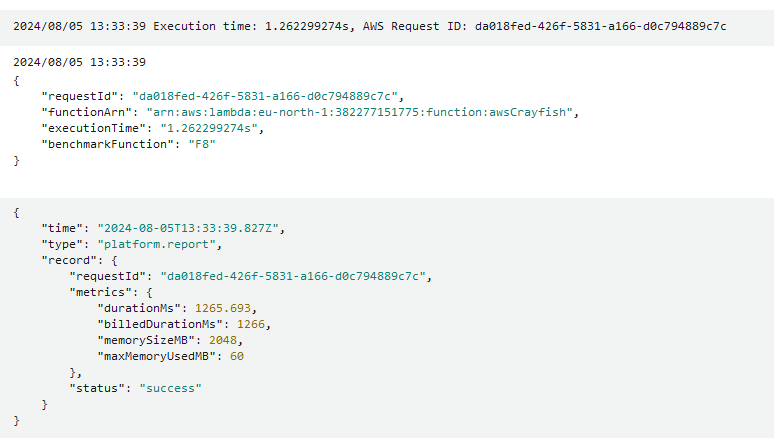 2024/08/05 13:33:39 Execution time: 1.262299274s, AWS Request ID: da018fed-426f-5831-a166-d0c794889c7c
2024/08/05 13:33:39
{
    "requestId": "da018fed-426f-5831-a166-d0c794889c7c",
    "functionArn": "arn:aws:lambda:eu-north-1:382277151775:function:awsCrayfish",
    "executionTime": "1.262299274s",
    "benchmarkFunction": "F8"
}
{
    "time": "2024-08-05T13:33:39.827Z",
    "type": "platform.report",
    "record": {
        "requestId": "da018fed-426f-5831-a166-d0c794889c7c",
        "metrics": {
            "durationMs": 1265.693,
            "billedDurationMs": 1266,
            "memorySizeMB": 2048,
            "maxMemoryUsedMB": 60
        },
        "status": "success"
    }
}